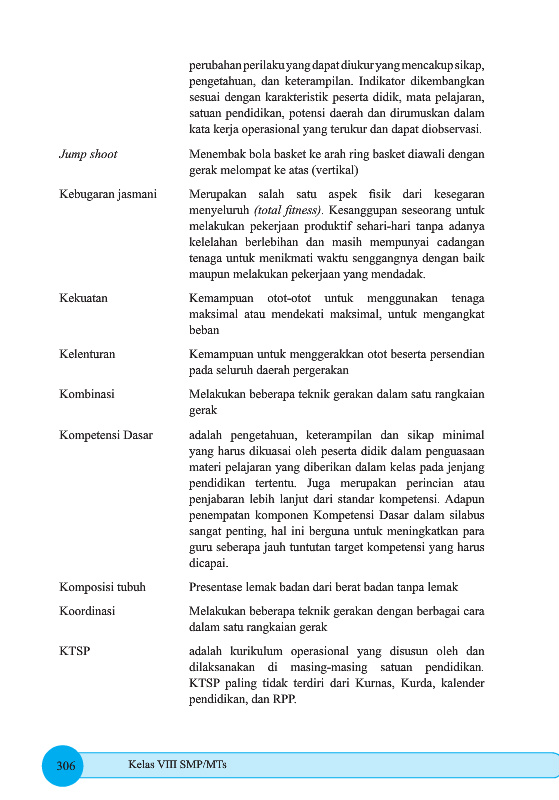 perubahan perilaku yang dapat diukur yang mencakup sikap,
pengetahuan, dan keterampilan. Indikator dikembangkan
sesuai dengan karakteristik peserta didik, mata pelajaran,
satuan pendidikan, potensi daerah dan dirumuskan dalam
kata kerja operasional yang terukur dan dapat diobservasi.
Jump shoot Menembak bola basket ke arah ring basket diawali dengan
gerak melompat ke atas (vertikal)
Kebugaran jasmani Merupakan salah satu aspek fisik dari kesegaran
menyeluruh (total fitness). Kesanggupan seseorang untuk
melakukan pekerjaan produktif sehari-hari tanpa adanya
kelelahan berlebihan dan masih mempunyai cadangan
tenaga untuk menikmati waktu senggangnya dengan baik
maupun melakukan pekerjaan yang mendadak.
Kekuatan Kemampuan otot-otot untuk menggunakan tenaga
maksimal atau mendekati maksimal, untuk mengangkat
beban
Kelenturan Kemampuan untuk menggerakkan otot beserta persendian
pada seluruh daerah pergerakan
Kombinasi Melakukan beberapa teknik gerakan dalam satu rangkaian
gerak
Kompetensi Dasar adalah pengetahuan, keterampilan dan sikap minimal
yang harus dikuasai oleh peserta didik dalam penguasaan
materi pelajaran yang diberikan dalam kelas pada jenjang
pendidikan tertentu. Juga merupakan perincian atau
penjabaran lebih lanjut dari standar kompetensi. Adapun
penempatan komponen Kompetensi Dasar dalam silabus
sangat penting, hal ini berguna untuk meningkatkan para
guru seberapa jauh tuntutan target kompetensi yang harus
dicapai.
Komposisi tubuh Presentase lemak badan dari berat badan tanpa lemak
Koordinasi Melakukan beberapa teknik gerakan dengan berbagai cara
dalam satu rangkaian gerak
KTSP adalah kurikulum operasional yang disusun oleh dan
dilaksanakan di masing-masing satuan pendidikan.
KTSP paling tidak terdiri dari Kurnas, Kurda, kalender
pendidikan, dan RPP.
306 Kelas VIII SMP/MTs